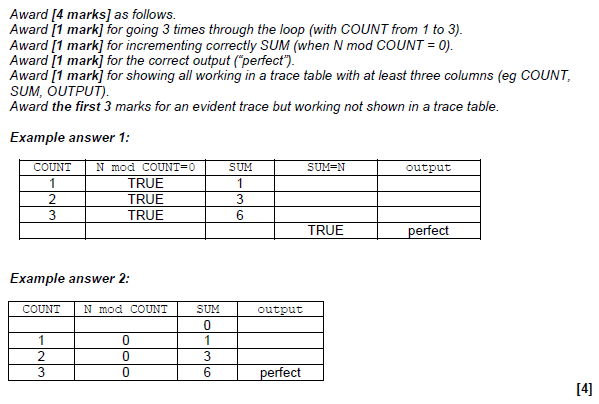 Award [4 marks] as follows.
Award [1 mark] for going 3 times through the loop (with COUNT from 1 to 3).
Award [1 mark] for incrementing correctly SUM (when N mod COUNT = 0).
Award [1 mark] for the correct output ("perfect").
Award [1 mark] for showing all working in a trace table with at least three columns (eg COUNT,
SUM, OUTPUT).
Award the first 3 marks for an evident trace but working not shown in a trace table.
Example answer 1:
COUNT N mod COUNT=0 SUM SUM=N output
1 TRUE 1
2 TRUE 3
3 TRUE 6
TRUE perfect
Example answer 2:
COUNT N mod COUNT SUM output
0
1 0 1
2 0 3
3 0 6 perfect
[4]